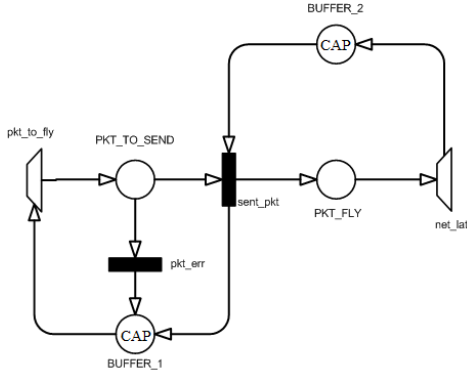 BUFFER_2
CAP
pkt_to_fly
PKT_TO_SEND
sent_pkt
PKT_FLY
net_lat
pkt_err
CAP
BUFFER_1